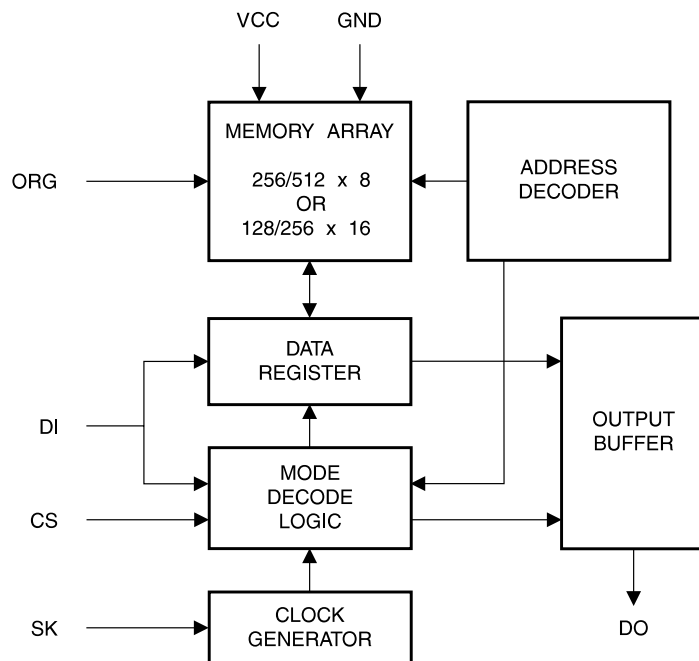 VCC
GND
MEMORY ARRAY
256/512 x 8
OR
128/256 x 16
ADDRESS
DECODER
ORG
DATA
REGISTER
OUTPUT
BUFFER
DI
MODE
DECODE
LOGIC
CS
CLOCK
GENERATOR
SK
DO